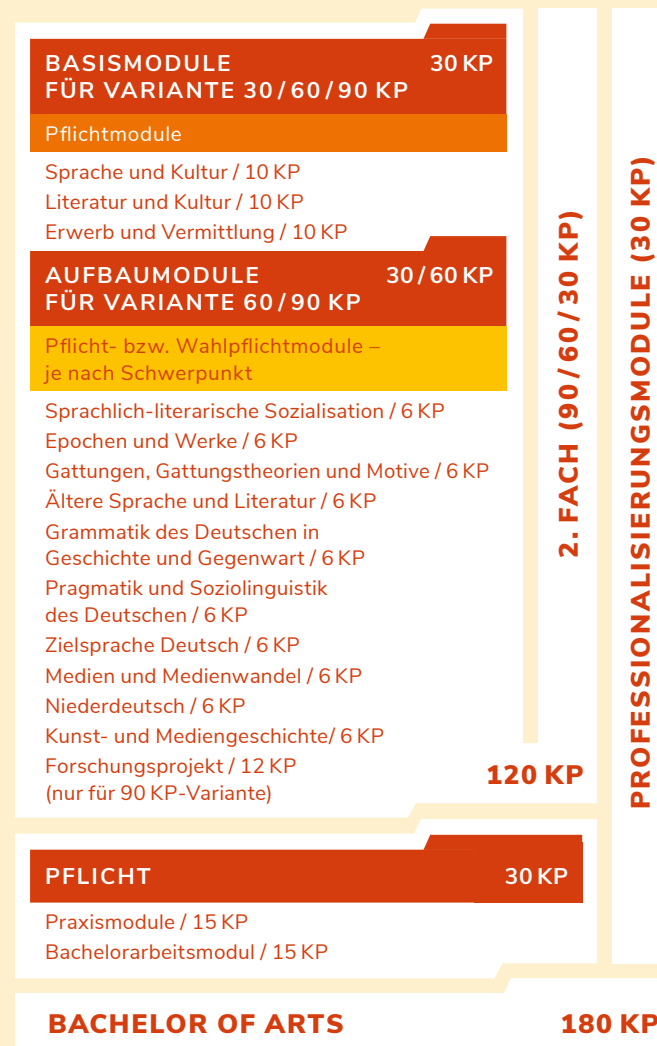 BASISMODULE 30 KP
FÜR VARIANTE 30/60/90 KP
Pflichtmodule
Sprache und Kultur / 10 KP
Literatur und Kultur / 10 KP
Erwerb und Vermittlung / 10 KP
AUFBAUMODULE 30/60 KP
FÜR VARIANTE 60/90 KP
Pflicht- bzw. Wahlpflichtmodule –
je nach Schwerpunkt
Sprachlich-literarische Sozialisation / 6 KP
Epochen und Werke / 6 KP
Gattungen, Gattungstheorien und Motive / 6 KP
Ältere Sprache und Literatur / 6 KP
Grammatik des Deutschen in
Geschichte und Gegenwart / 6 KP
Pragmatik und Soziolinguistik
des Deutschen / 6 KP
Zielsprache Deutsch / 6 KP
Medien und Medienwandel / 6 KP
Niederdeutsch / 6 KP
Kunst- und Mediengeschichte/ 6 KP
Forschungsprojekt / 12 KP
(nur für 90 KP-Variante)
120 KP
2. FACH (90/60/30 KP)
PROFESSIONALISIERUNGSMODULE (30 KP)
PFLICHT 30 KP
Praxismodule / 15 KP
Bachelorarbeitsmodul / 15 KP
BACHELOR OF ARTS 180 KP